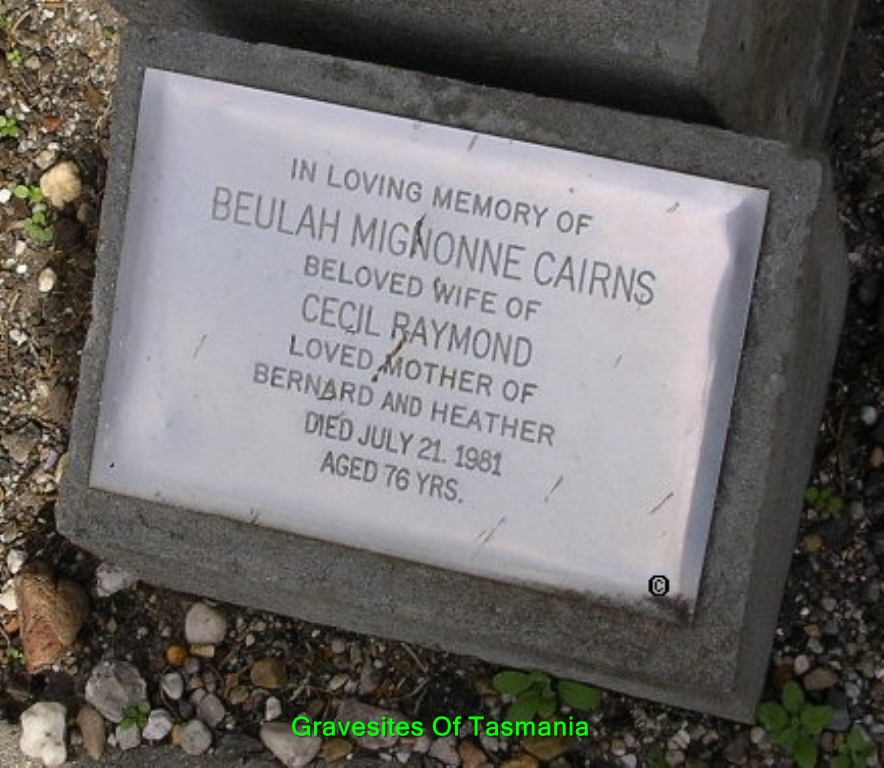 IN LOVING MEMORY OF
BEULAH MIGNONNE CAIRNS
BELOVED WIFE OF
CECIL RAYMOND
LOVED MOTHER OF
BERNARD AND HEATHER
DIED JULY 21. 1981
AGED 76 YRS.
©
Gravesites Of Tasmania